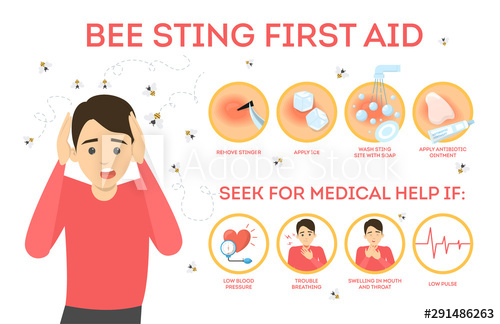 BEE STING FIRST AID
REMOVE STINGER
APPLY ICE
WASH STING
SITE WITH SOAP
APPLY ANTIBIOTIC
OINTMENT
SEEK FOR MEDICAL HELP IF:
LOW BLOOD
PRESSURE
TROUBLE
BREATHING
SWELLING IN MOUTH
AND THROAT
LOW PULSE
Adobe Stock
#291486263